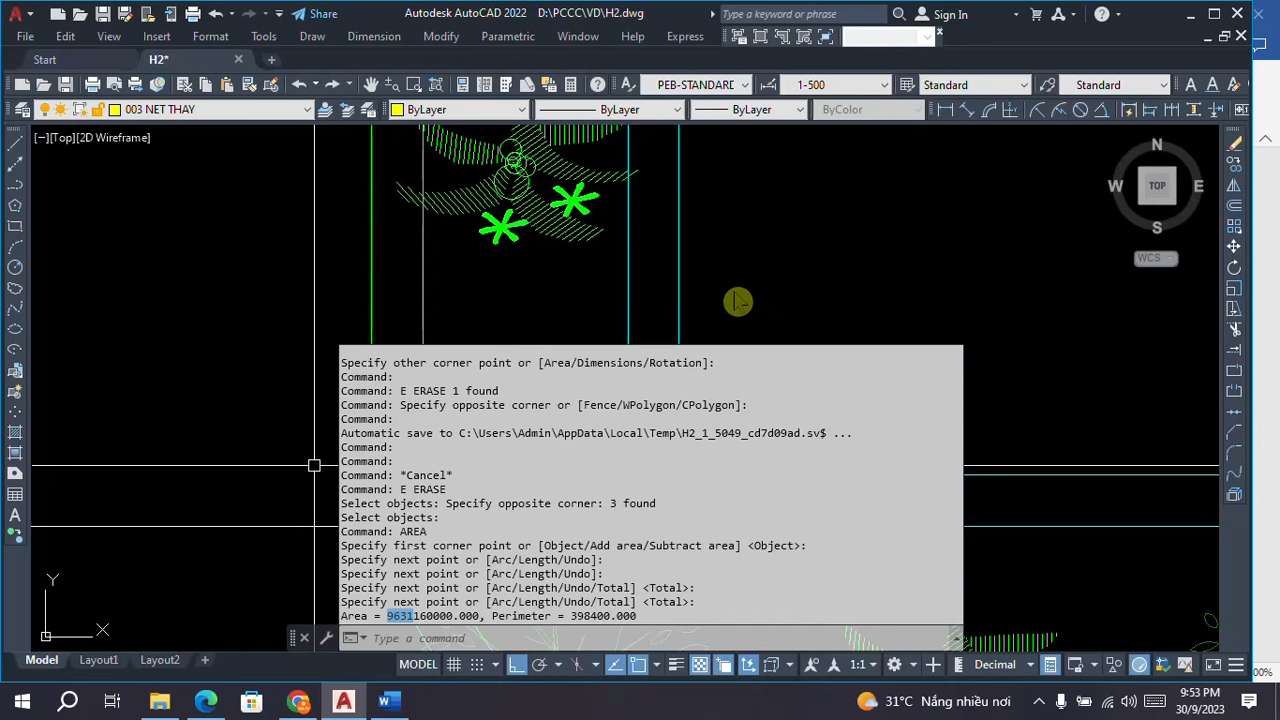 Share
Autodesk AutoCAD 2022 D:\PCCC\VD\H2.dwg
Type a keyword or phrase
Sign In
File Edit View Insert Format Tools Draw Dimension Modify Parametric Window Help Express
Start
H2*
PEB-STANDARE
1-500
Standard
Standard
003 NET THAY
ByLayer
ByLayer
ByLayer
ByColor
[−][Top][2D Wireframe]
N
W
TOP
E
S
WCS
Specify other corner point or [Area/Dimensions/Rotation]:
Command:
Command: E ERASE 1 found
Command: Specify opposite corner or [Fence/WPolygon/CPolygon]:
Command:
Automatic save to C:\Users\Admin\AppData\Local\Temp\H2_1_5049_cd7d09ad.sv$ ...
Command:
Command:
Command: *Cancel*
Command: E ERASE
Select objects: Specify opposite corner: 3 found
Select objects:
Command: AREA
Specify first corner point or [Object/Add area/Subtract area] <Object>:
Specify next point or [Arc/Length/Undo]:
Specify next point or [Arc/Length/Undo]:
Specify next point or [Arc/Length/Undo/Total] <Total>:
Specify next point or [Arc/Length/Undo/Total] <Total>:
Area = 9631160000.000, Perimeter = 398400.000
Type a command
Y
X
Model Layout1 Layout2 +
MODEL
1:1
Decimal
00%
31°C Nắng nhiều nơi
9:53 PM
30/9/2023